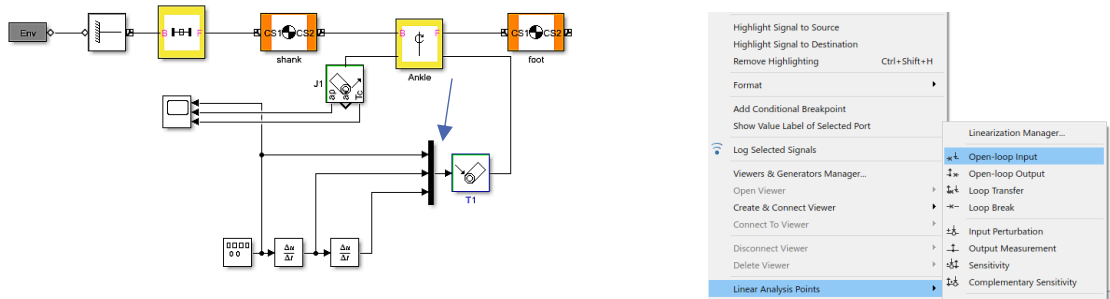 Env
B
F
CS1
CS2
shank
B
F
Ankle
CS1
CS2
foot
J1
ap
a
Tc
T1
Δu
Δt
Δu
Δt
Highlight Signal to Source
Highlight Signal to Destination
Remove Highlighting Ctrl+Shift+H
Format
Add Conditional Breakpoint
Show Value Label of Selected Port
Log Selected Signals
Viewers & Generators Manager...
Open Viewer
Create & Connect Viewer
Connect To Viewer
Disconnect Viewer
Delete Viewer
Linear Analysis Points
Linearization Manager...
Open-loop Input
Open-loop Output
Loop Transfer
Loop Break
Input Perturbation
Output Measurement
Sensitivity
Complementary Sensitivity